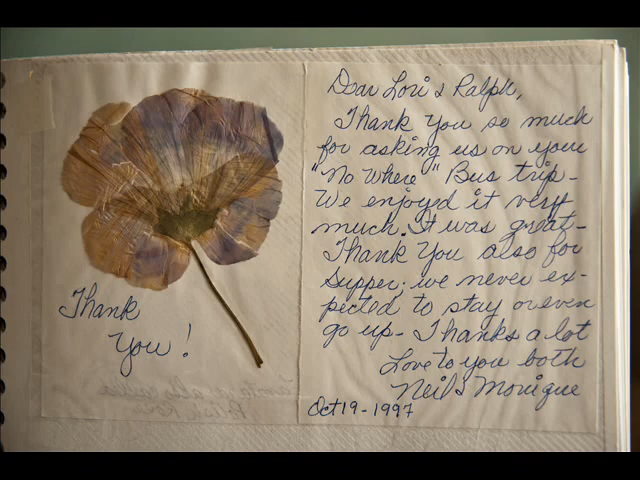 Thank
You!
Dear Lori & Ralph,
Thank You so much
for asking us on your
"No Where" Bus trip-
We enjoyed it very
much. It was great-
Thank You also for
Supper; we never ex-
pected to stay or even
go up- Thanks a lot
Love to you both
Neil & Monique
Oct 19-1997